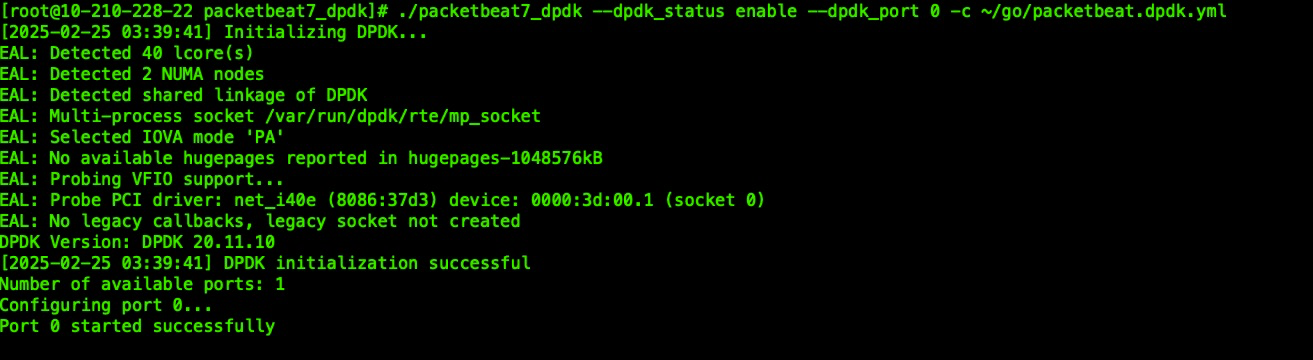 [root@10-210-228-22 packetbeat7_dpdk]# ./packetbeat7_dpdk --dpdk_status enable --dpdk_port 0 -c ~/go/packetbeat.dpdk.yml
[2025-02-25 03:39:41] Initializing DPDK...
EAL: Detected 40 lcore(s)
EAL: Detected 2 NUMA nodes
EAL: Detected shared linkage of DPDK
EAL: Multi-process socket /var/run/dpdk/rte/mp_socket
EAL: Selected IOVA mode 'PA'
EAL: No available hugepages reported in hugepages-1048576kB
EAL: Probing VFIO support...
EAL: Probe PCI driver: net_i40e (8086:37d3) device: 0000:3d:00.1 (socket 0)
EAL: No legacy callbacks, legacy socket not created
DPDK Version: DPDK 20.11.10
[2025-02-25 03:39:41] DPDK initialization successful
Number of available ports: 1
Configuring port 0...
Port 0 started successfully